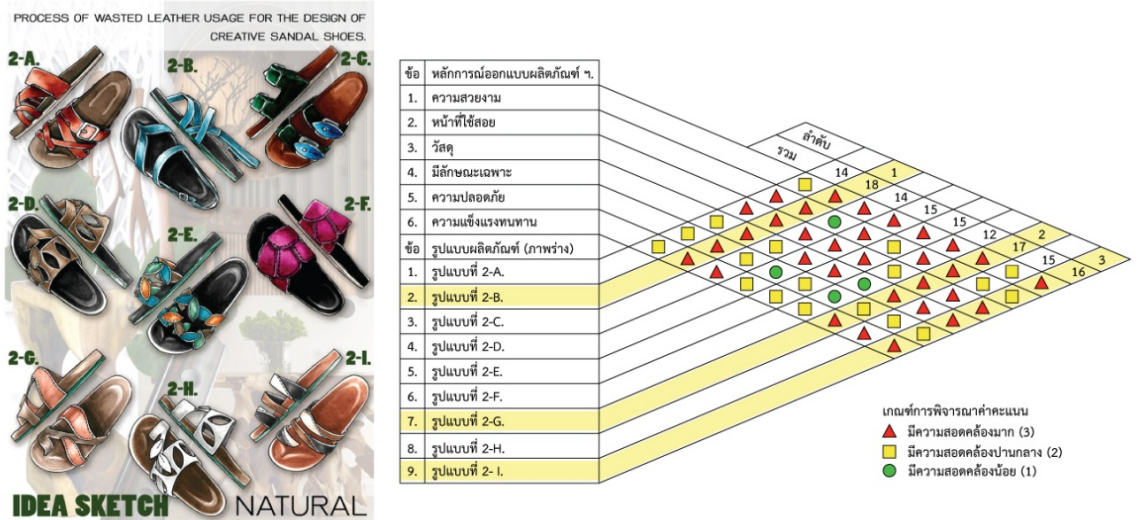 PROCESS OF WASTED LEATHER USAGE FOR THE DESIGN OF
CREATIVE SANDAL SHOES.
2-A.
2-B.
2-C.
2-D.
2-E.
2-F.
2-G.
2-H.
2-I.
IDEA SKETCH NATURAL
ข้อ หลักการณ์ออกแบบผลิตภัณฑ์ ฯ.
1. ความสวยงาม
2. หน้าที่ใช้สอย
3. วัสดุ
4. มีลักษณะเฉพาะ
5. ความปลอดภัย
6. ความแข็งแรงทนทาน
ข้อ รูปแบบผลิตภัณฑ์ (ภาพร่าง)
1. รูปแบบที่ 2-A.
2. รูปแบบที่ 2-B.
3. รูปแบบที่ 2-C.
4. รูปแบบที่ 2-D.
5. รูปแบบที่ 2-E.
6. รูปแบบที่ 2-F.
7. รูปแบบที่ 2-G.
8. รูปแบบที่ 2-H.
9. รูปแบบที่ 2- I.
ลำดับ
รวม
14
18 1
14
15
15
12
17 2
15
16 3
เกณฑ์การพิจารณาค่าคะแนน
มีความสอดคล้องมาก (3)
มีความสอดคล้องปานกลาง (2)
มีความสอดคล้องน้อย (1)